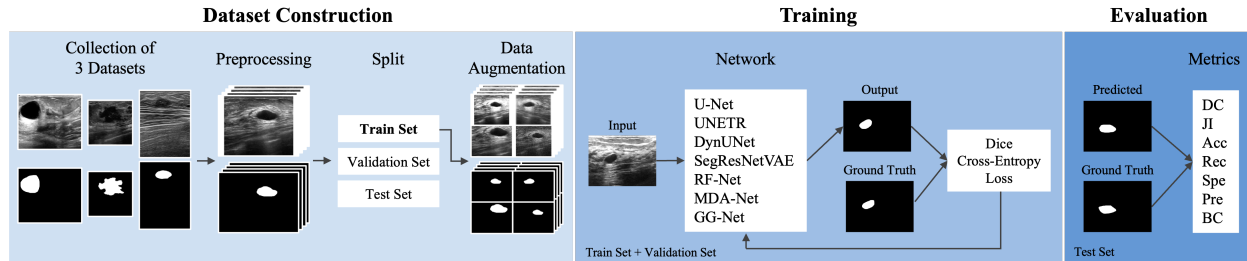 Dataset Construction
Collection of
3 Datasets
Preprocessing
Split
Train Set
Validation Set
Test Set
Data
Augmentation
Training
Network
Input
U-Net
UNETR
DynUNet
SegResNetVAE
RF-Net
MDA-Net
GG-Net
Output
Ground Truth
Dice
Cross-Entropy
Loss
Train Set + Validation Set
Evaluation
Metrics
Predicted
Ground Truth
DC
JI
Acc
Rec
Spe
Pre
BC
Test Set